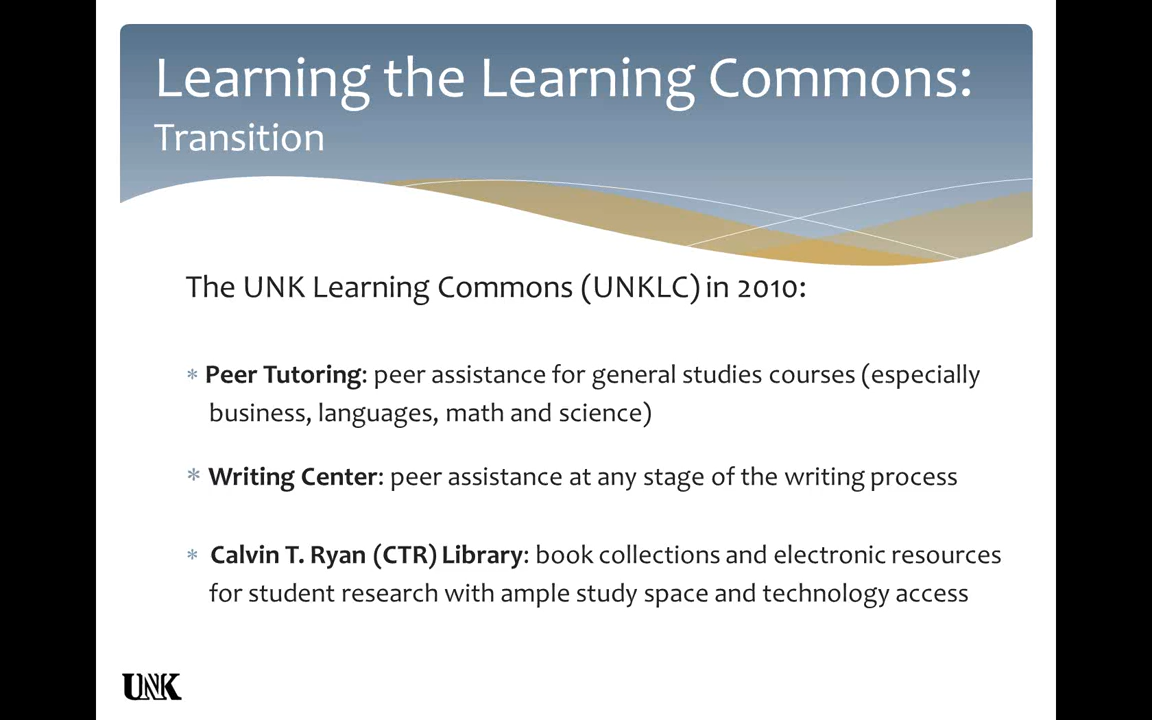 Learning the Learning Commons:
Transition
The UNK Learning Commons (UNKLC) in 2010:
* Peer Tutoring: peer assistance for general studies courses (especially
business, languages, math and science)
* Writing Center: peer assistance at any stage of the writing process
* Calvin T. Ryan (CTR) Library: book collections and electronic resources
for student research with ample study space and technology access
UNK